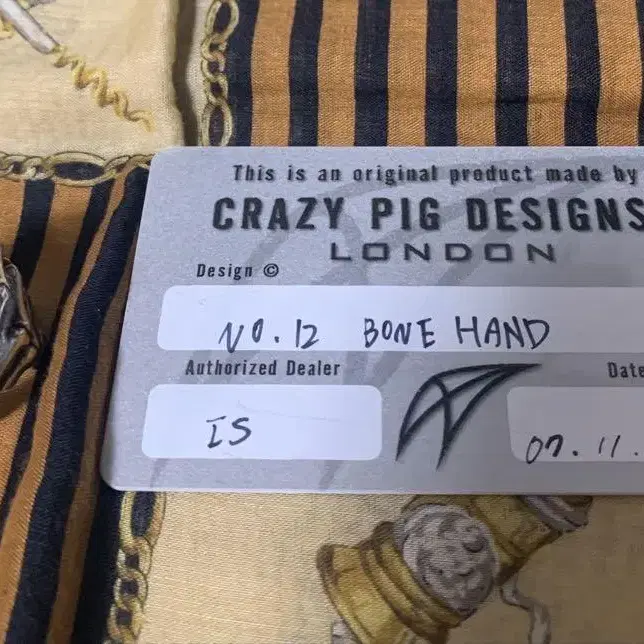 This is an original product made by
CRAZY PIG DESIGNS
LONDON
Design ©
NO.12 BONE HAND
Authorized Dealer
Date
IS
07.11.